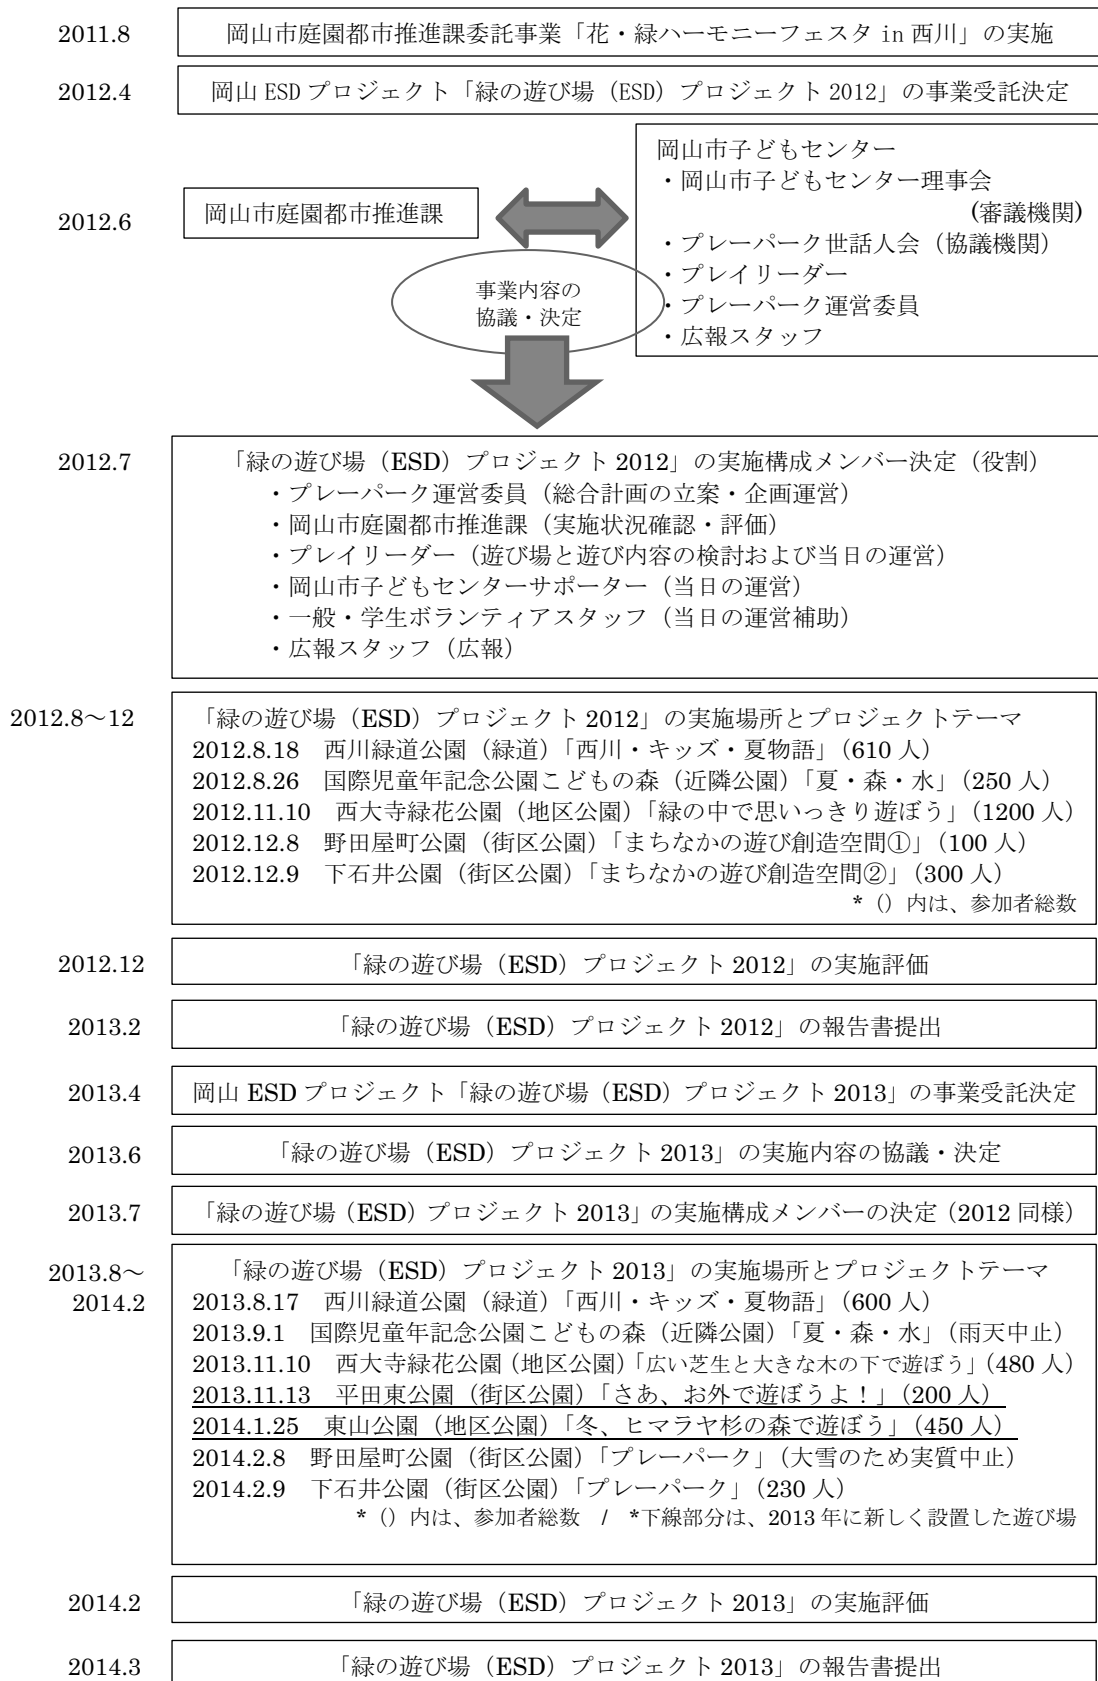 2011.8
岡山市庭園都市推進課委託事業「花・緑ハーモニーフェスタ in 西川」の実施
2012.4
岡山 ESD プロジェクト「緑の遊び場（ESD）プロジェクト 2012」の事業受託決定
2012.6
岡山市庭園都市推進課
岡山市子どもセンター
・岡山市子どもセンター理事会
(審議機関)
・プレーパーク世話人会（協議機関）
・プレイリーダー
・プレーパーク運営委員
・広報スタッフ
事業内容の
協議・決定
2012.7
「緑の遊び場（ESD）プロジェクト 2012」の実施構成メンバー決定（役割）
・プレーパーク運営委員（総合計画の立案・企画運営）
・岡山市庭園都市推進課（実施状況確認・評価）
・プレイリーダー（遊び場と遊び内容の検討および当日の運営）
・岡山市子どもセンターサポーター（当日の運営）
・一般・学生ボランティアスタッフ（当日の運営補助）
・広報スタッフ（広報）
2012.8～12
「緑の遊び場（ESD）プロジェクト 2012」の実施場所とプロジェクトテーマ
2012.8.18　西川緑道公園（緑道）「西川・キッズ・夏物語」（610 人）
2012.8.26　国際児童年記念公園こどもの森（近隣公園）「夏・森・水」（250 人）
2012.11.10　西大寺緑花公園（地区公園）「緑の中で思いっきり遊ぼう」（1200 人）
2012.12.8　野田屋町公園（街区公園）「まちなかの遊び創造空間①」（100 人）
2012.12.9　下石井公園（街区公園）「まちなかの遊び創造空間②」（300 人）
*（）内は、参加者総数
2012.12
「緑の遊び場（ESD）プロジェクト 2012」の実施評価
2013.2
「緑の遊び場（ESD）プロジェクト 2012」の報告書提出
2013.4
岡山 ESD プロジェクト「緑の遊び場（ESD）プロジェクト 2013」の事業受託決定
2013.6
「緑の遊び場（ESD）プロジェクト 2013」の実施内容の協議・決定
2013.7
「緑の遊び場（ESD）プロジェクト 2013」の実施構成メンバーの決定（2012 同様）
2013.8～
2014.2
「緑の遊び場（ESD）プロジェクト 2013」の実施場所とプロジェクトテーマ
2013.8.17　西川緑道公園（緑道）「西川・キッズ・夏物語」（600 人）
2013.9.1　国際児童年記念公園こどもの森（近隣公園）「夏・森・水」（雨天中止）
2013.11.10　西大寺緑花公園（地区公園）「広い芝生と大きな木の下で遊ぼう」（480 人）
2013.11.13　平田東公園（街区公園）「さあ、お外で遊ぼうよ！」（200 人）
2014.1.25　東山公園（地区公園）「冬、ヒマラヤ杉の森で遊ぼう」（450 人）
2014.2.8　野田屋町公園（街区公園）「プレーパーク」（大雪のため実質中止）
2014.2.9　下石井公園（街区公園）「プレーパーク」（230 人）
*（）内は、参加者総数　/　*下線部分は、2013 年に新しく設置した遊び場
2014.2
「緑の遊び場（ESD）プロジェクト 2013」の実施評価
2014.3
「緑の遊び場（ESD）プロジェクト 2013」の報告書提出